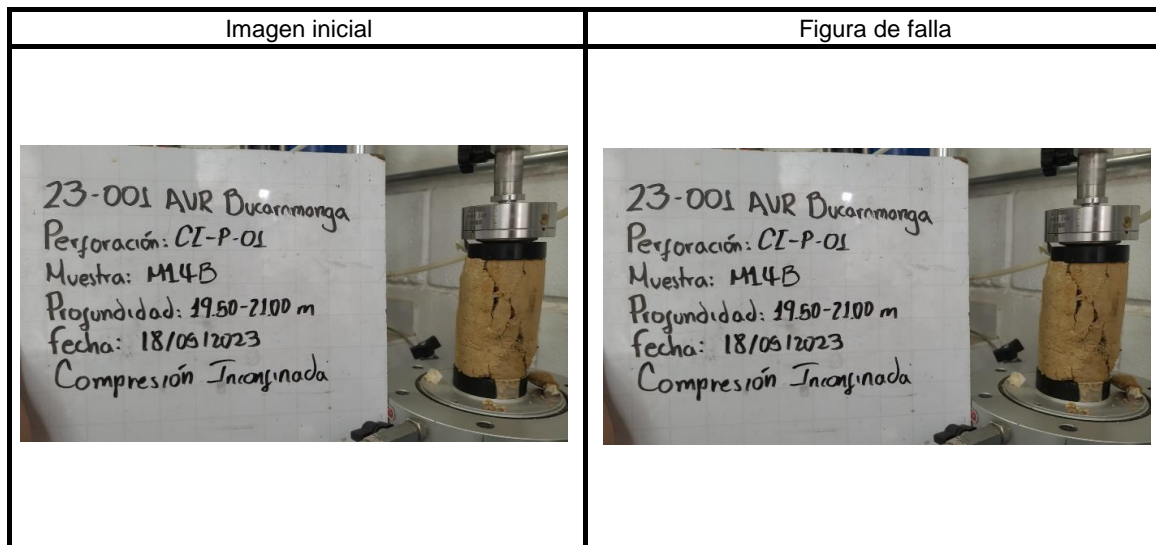 Imagen inicial
Figura de falla
23-001 AVR Bucarnmonga
Perforación: CI-P-01
Muestra: M14B
Profundidad: 19.50-21.00 m
fecha: 18/05/2023
Compresión Inconfinada
23-001 AVR Bucarnmonga
Perforación: CI-P-01
Muestra: M14B
Profundidad: 19.50-21.00 m
fecha: 18/05/2023
Compresión Inconfinada